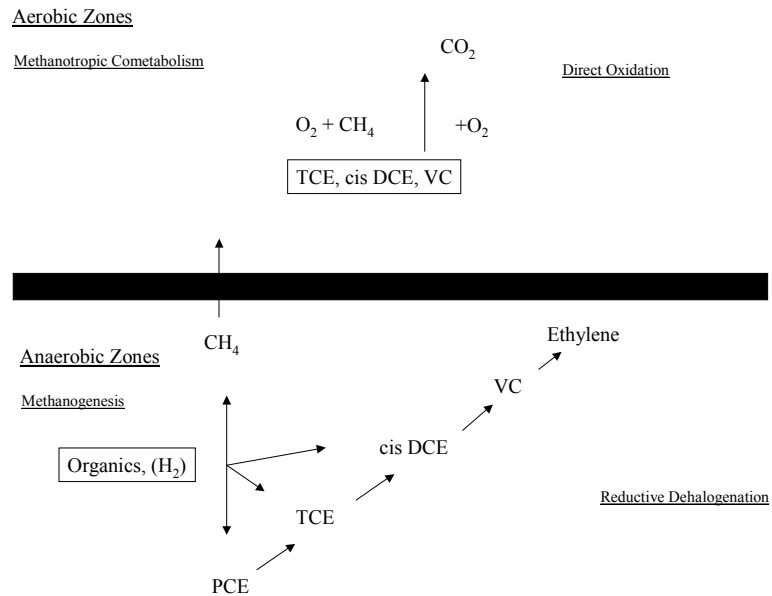 Aerobic Zones
CO₂
Methanotropic Cometabolism
Direct Oxidation
O₂ + CH₄
+O₂
TCE, cis DCE, VC
Ethylene
CH₄
Anaerobic Zones
VC
Methanogenesis
cis DCE
Organics, (H₂)
Reductive Dehalogenation
TCE
PCE